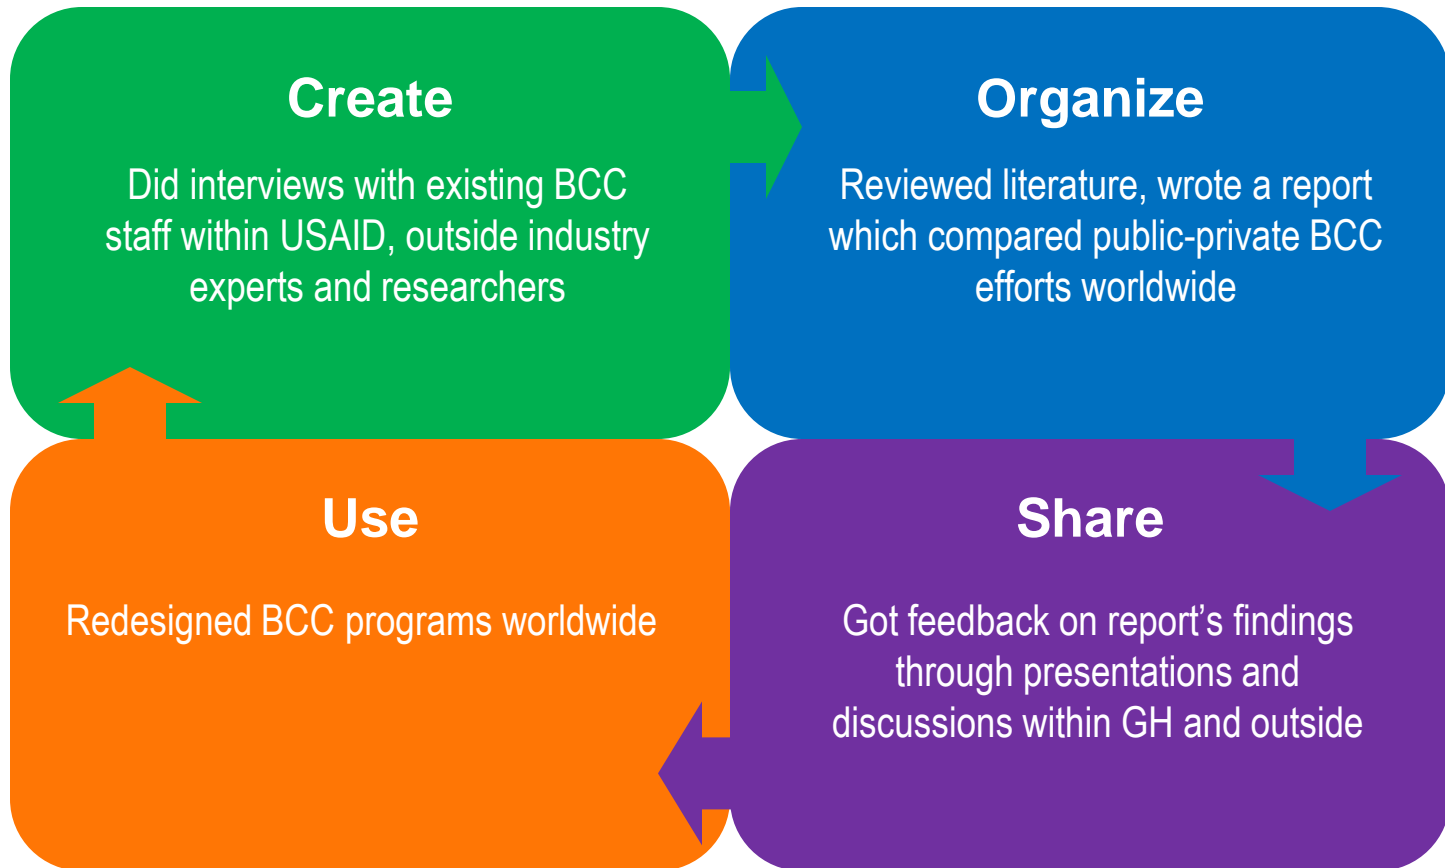 Create
Did interviews with existing BCC
staff within USAID, outside industry
experts and researchers
Organize
Reviewed literature, wrote a report
which compared public-private BCC
efforts worldwide
Use
Redesigned BCC programs worldwide
Share
Got feedback on report’s findings
through presentations and
discussions within GH and outside